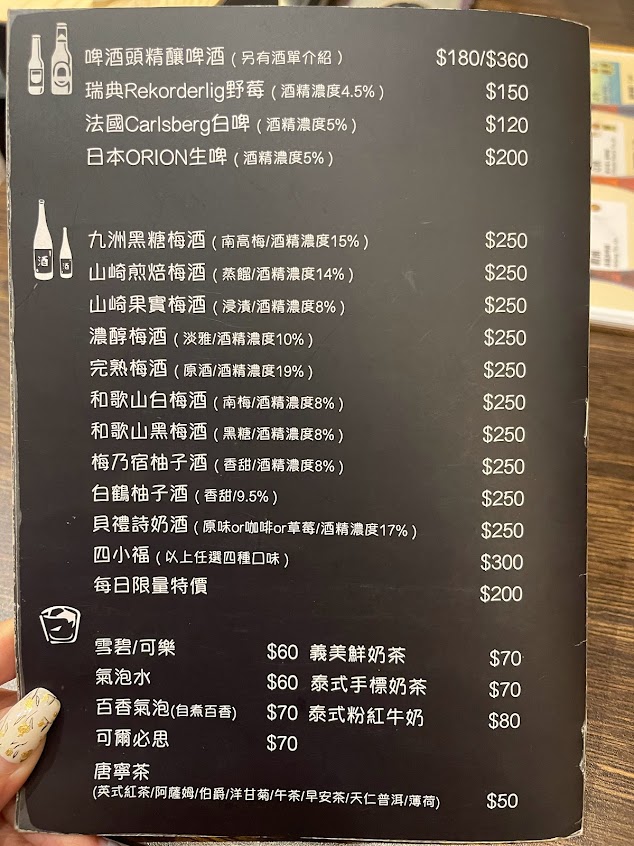 啤酒頭精釀啤酒(另有酒單介紹) $180/$360
瑞典Rekorderlig野莓(酒精濃度4.5%) $150
法國Carlsberg白啤(酒精濃度5%) $120
日本ORION生啤(酒精濃度5%) $200
酒 酒
九洲黑糖梅酒(南高梅/酒精濃度15%) $250
山崎煎焙梅酒(蒸餾/酒精濃度14%) $250
山崎果實梅酒(浸漬/酒精濃度8%) $250
濃醇梅酒(淡雅/酒精濃度10%) $250
完熟梅酒(原酒/酒精濃度19%) $250
和歌山白梅酒(南梅/酒精濃度8%) $250
和歌山黑梅酒(黑糖/酒精濃度8%) $250
梅乃宿柚子酒(香甜/酒精濃度8%) $250
白鶴柚子酒(香甜/9.5%) $250
貝禮詩奶酒(原味or咖啡or草莓/酒精濃度17%) $250
四小福(以上任選四種口味) $300
每日限量特價 $200
雪碧/可樂 $60 義美鮮奶茶 $70
氣泡水 $60 泰式手標奶茶 $70
百香氣泡(自煮百香) $70 泰式粉紅牛奶 $80
可爾必思 $70
唐寧茶
(英式紅茶/阿薩姆/伯爵/洋甘菊/午茶/早安茶/天仁普洱/薄荷) $50